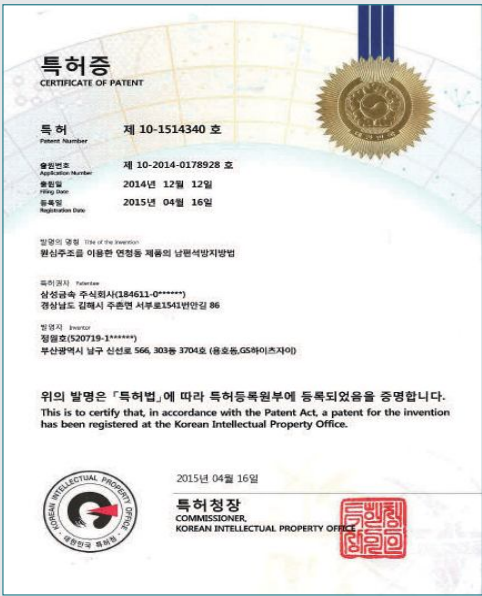 특허증
CERTIFICATE OF PATENT
특 허 제 10-1514340 호
Patent Number
출원번호 제 10-2014-0178928 호
Application Number
출원일 2014년 12월 12일
Filing Date
등록일 2015년 04월 16일
Registration Date
발명의 명칭 Title of the Invention
원심주조를 이용한 연청동 제품의 납편석방지방법
특허권자 Patentee
삼성금속 주식회사(184611-0******)
경상남도 김해시 주촌면 서부로1541번안길 86
발명자 Inventor
정원호(520719-1******)
부산광역시 남구 신선로 566, 303동 3704호 (용호동,GS하이츠자이)
위의 발명은 「특허법」에 따라 특허등록원부에 등록되었음을 증명합니다.
This is to certify that, in accordance with the Patent Act, a patent for the invention
has been registered at the Korean Intellectual Property Office.
2015년 04월 16일
특허청장
COMMISSIONER,
KOREAN INTELLECTUAL PROPERTY OFFICE
KOREAN INTELLECTUAL PROPERTY OFFICE
대한민국 특허청
대한민국